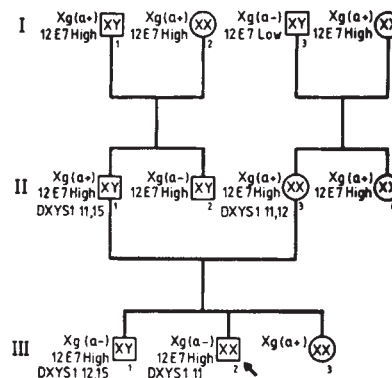 I
Xg(a+) XY Xg(a+) XX Xg(a-) XY Xg(a+) XX
12E7 High 1 12E7 High 2 12E7 Low 3 12E7 High
II
Xg(a+) Xg(a-) Xg(a+) Xg(a+)
12E7 High XY 12E7 High XY 12E7 High XX 12E7 High XX
DXYS1 11,15 1 2 DXYS1 11,12 3
III
Xg(a-) Xg(a-) Xg(a+)
12E7 High XY 12E7 High XX XX
DXYS1 12,15 1 DXYS1 11 2 3